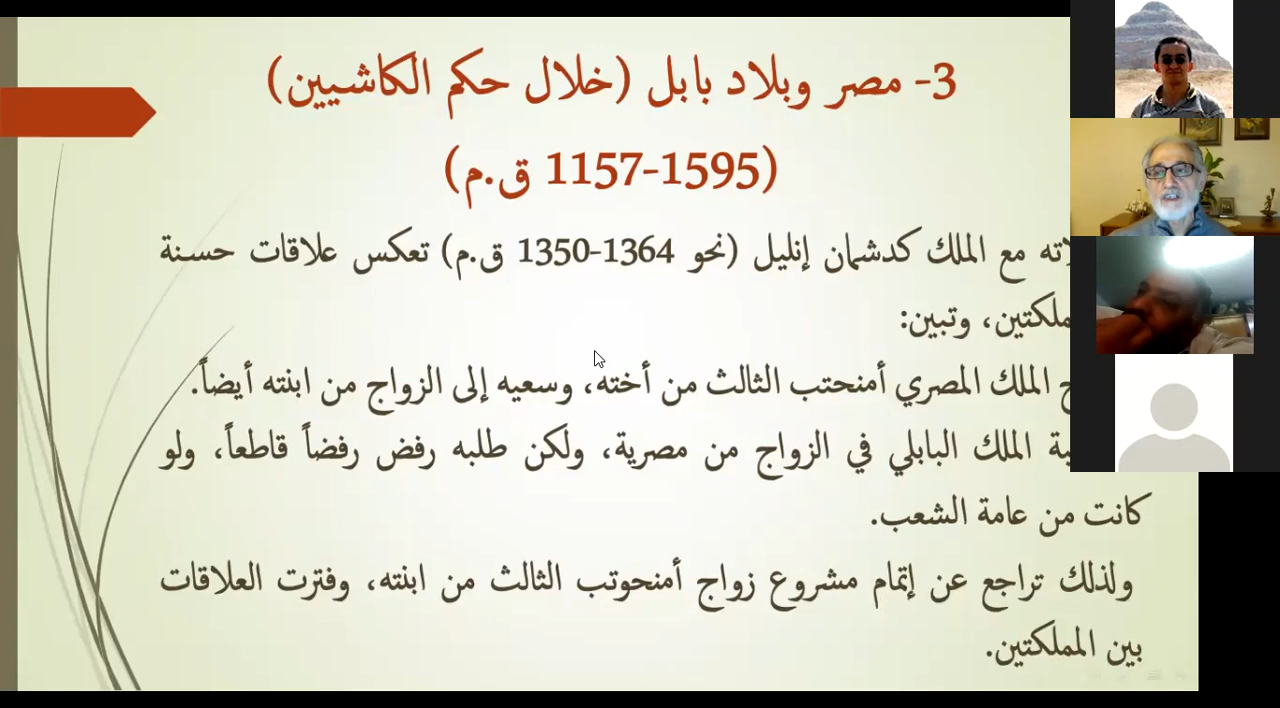 3- مصر وبلاد بابل (خلال حكم الكاشيين)
(1595-1157 ق.م)
مع الملك كدشمان إنليل (نحو 1364-1350 ق.م) تعكس علاقات حسنة
وتبين:
الملك المصري أمنحتب الثالث من أخته، وسعيه إلى الزواج من ابنته أيضاً.
الملك البابلي في الزواج من مصرية، ولكن طلبه رفض رفضاً قاطعاً، ولو
كانت من عامة الشعب.
ولذلك تراجع عن إتمام مشروع زواج أمنحوتب الثالث من ابنته، وفترت العلاقات
بين المملكتين.